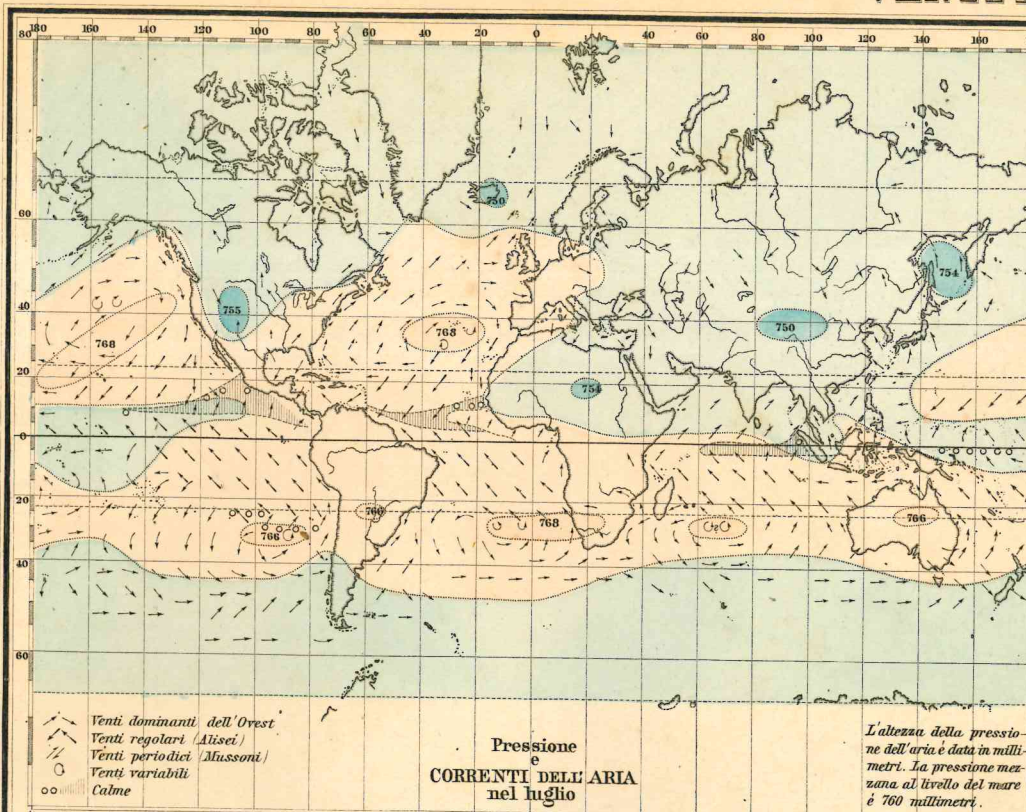 180 160 140 120 100 80 60 40 20 0 20 40 60 80 100 120 140 160
80
60
40
20
0
20
40
60
750
754
755
750
768
768
754
760
768
766
766
Venti dominanti dell'Ovest
Venti regolari (Alisei)
Venti periodici (Mussoni)
Venti variabili
Calme
Pressione
e
CORRENTI DELL'ARIA
nel luglio
L'altezza della pressio-
ne dell'aria é data in milli-
metri. La pressione mez-
zana al livello del mare
é 760 millimetri.